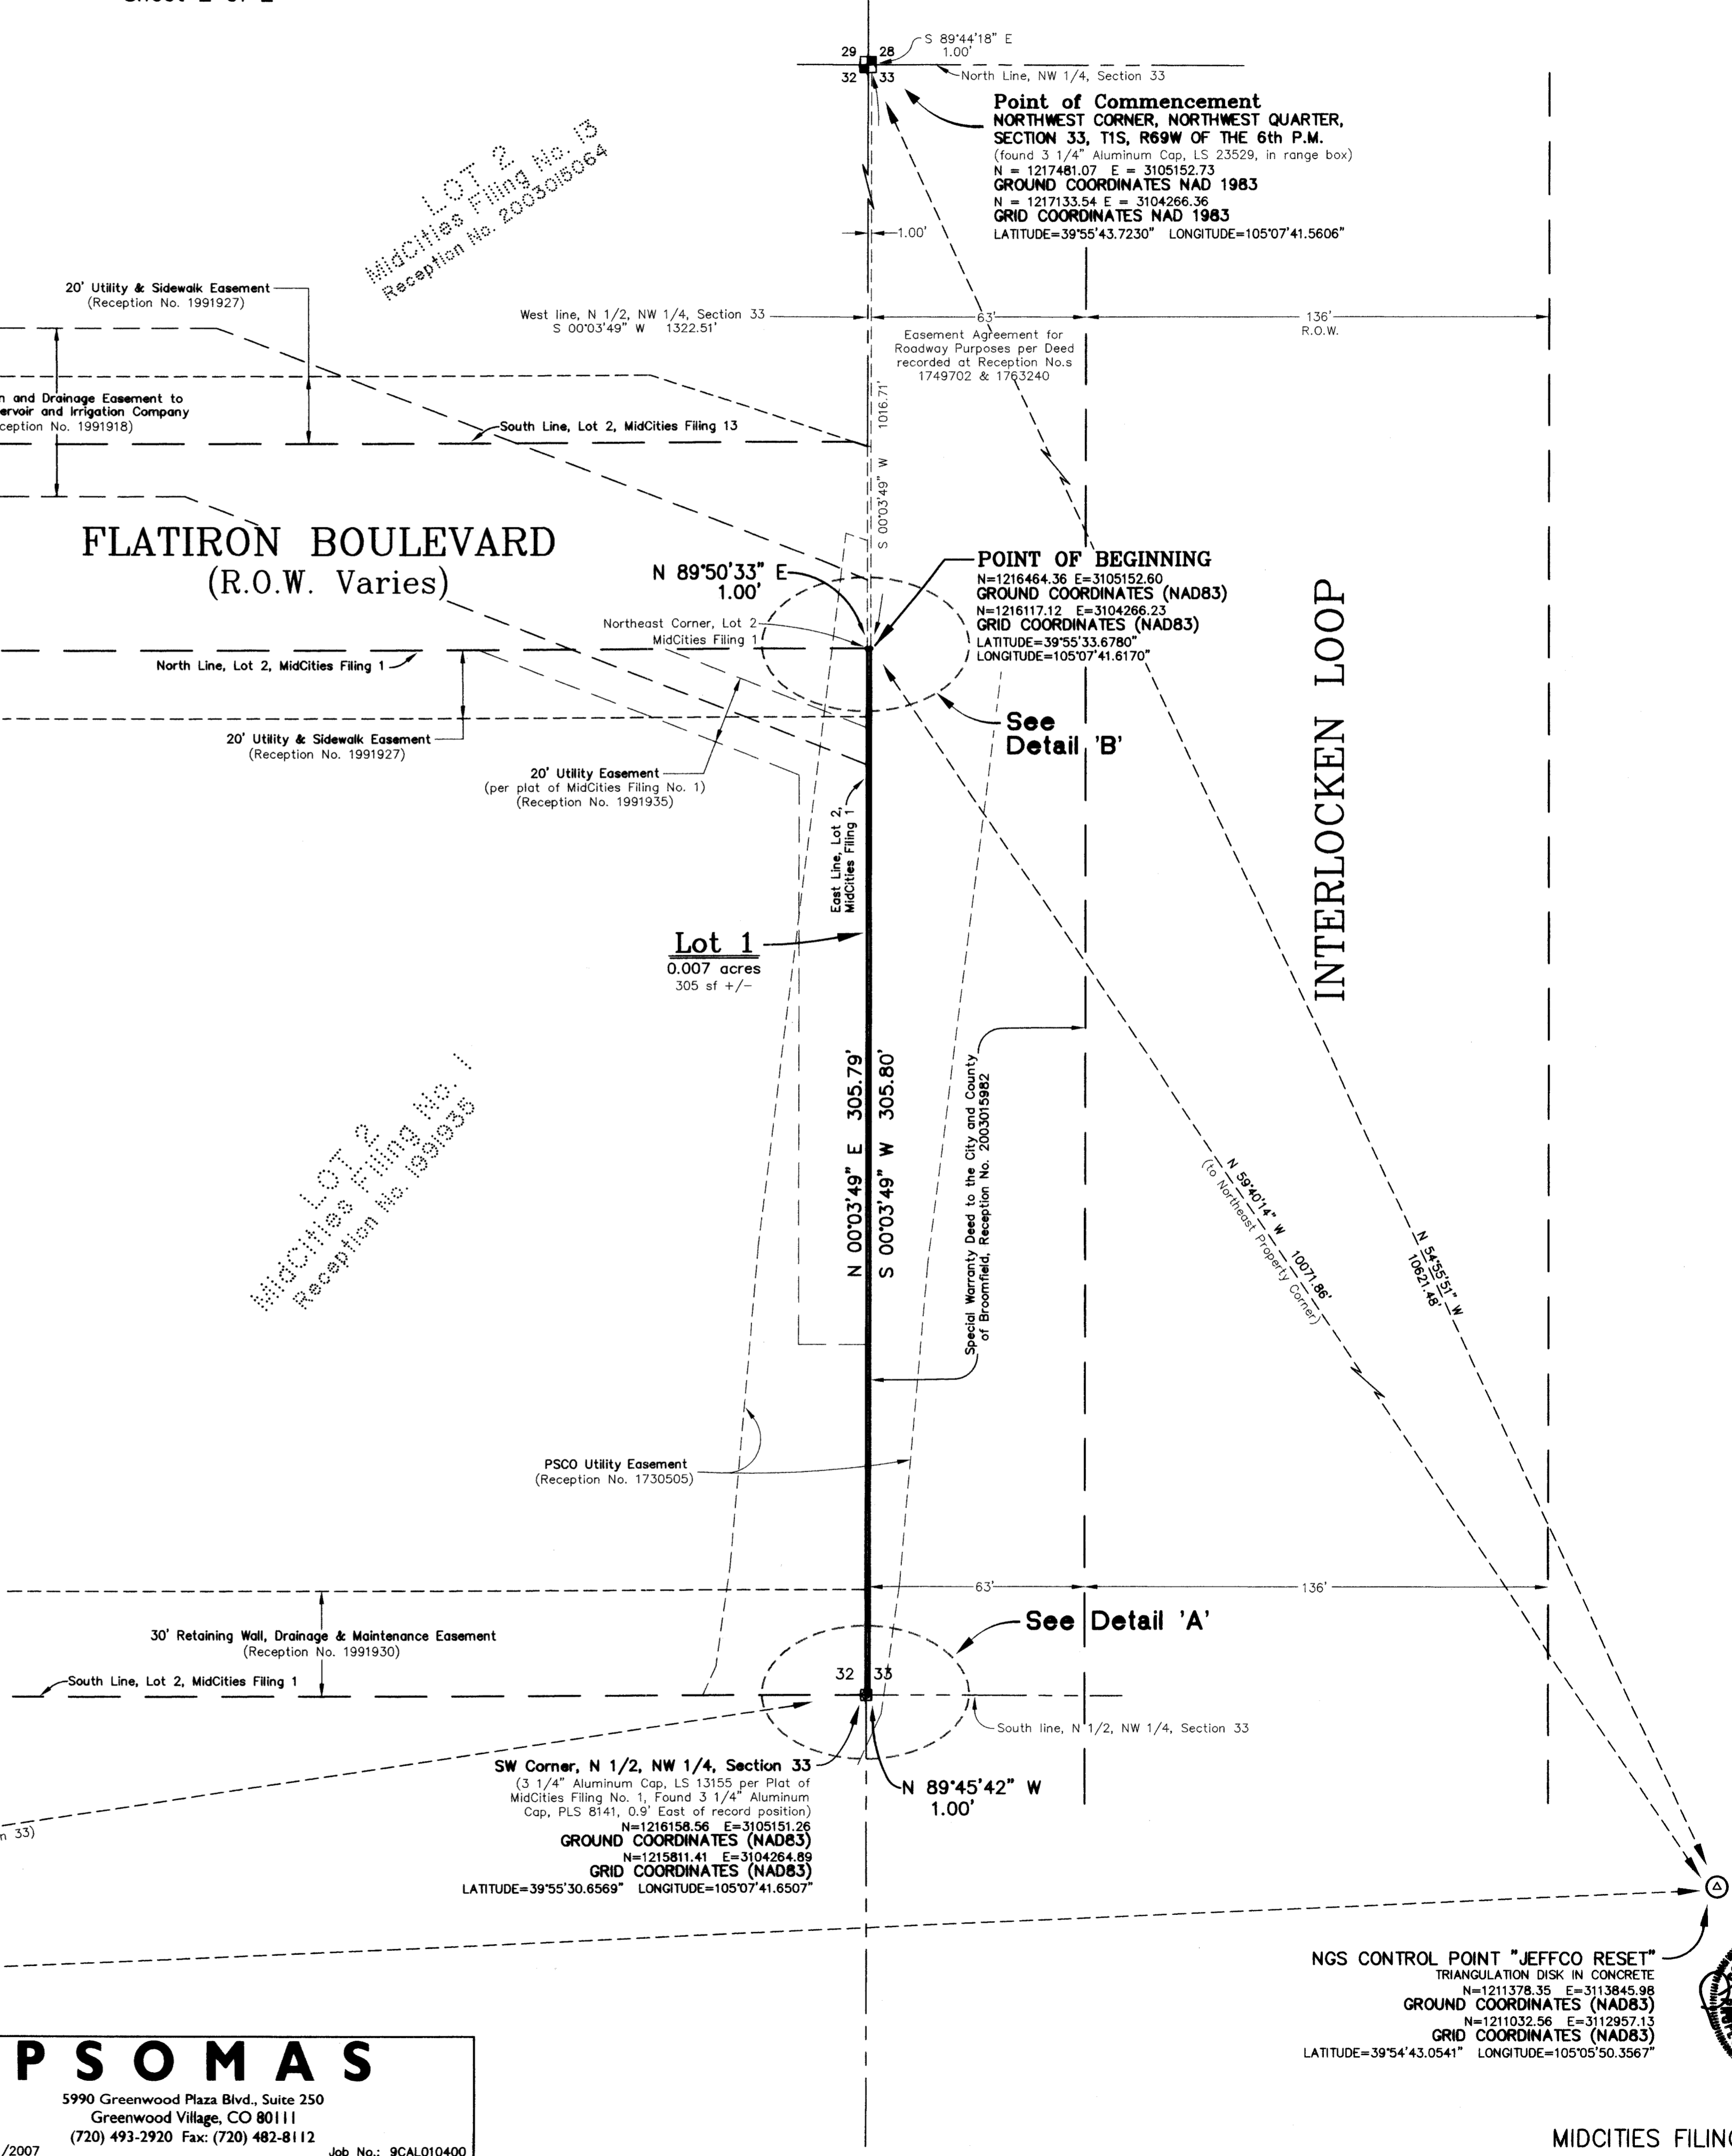 29 28
32 33
S 89°44'18" E
1.00'
North Line, NW 1/4, Section 33
Point of Commencement
NORTHWEST CORNER, NORTHWEST QUARTER,
SECTION 33, T1S, R69W OF THE 6th P.M.
(found 3 1/4" Aluminum Cap, LS 23529, in range box)
N = 1217481.07 E = 3105152.73
GROUND COORDINATES NAD 1983
N = 1217133.54 E = 3104266.36
GRID COORDINATES NAD 1983
LATITUDE=39°55'43.7230" LONGITUDE=105°07'41.5606"
LOT 2
MidCities Filing No. 13
Reception No. 2003015064
1.00'
20' Utility & Sidewalk Easement
(Reception No. 1991927)
West line, N 1/2, NW 1/4, Section 33
S 00°03'49" W 1322.51'
63'
136'
R.O.W.
Easement Agreement for
Roadway Purposes per Deed
recorded at Reception No.s
1749702 & 1763240
S 00°03'49" W 1016.71'
and Drainage Easement to
and Irrigation Company
No. 1991918)
South Line, Lot 2, MidCities Filing 13
FLATIRON BOULEVARD
(R.O.W. Varies)
N 89°50'33" E
1.00'
POINT OF BEGINNING
N=1216464.36 E=3105152.60
GROUND COORDINATES (NAD83)
N=1216117.12 E=3104266.23
GRID COORDINATES (NAD83)
LATITUDE=39°55'33.6780"
LONGITUDE=105°07'41.6170"
Northeast Corner, Lot 2
MidCities Filing 1
North Line, Lot 2, MidCities Filing 1
20' Utility & Sidewalk Easement
(Reception No. 1991927)
See
Detail 'B'
20' Utility Easement
(per plat of MidCities Filing No. 1)
(Reception No. 1991935)
East Line, Lot 2,
MidCities Filing 1
INTERLOCKEN LOOP
Lot 1
0.007 acres
305 sf +/-
N 00°03'49" E 305.79'
S 00°03'49" W 305.80'
Special Warranty Deed to the City and County
of Broomfield, Reception No. 2003015982
LOT 2
MidCities Filing No. 1
Reception No. 1991935
N 59°40'14" W 10071.86'
(to Northeast Property Corner)
N 54°55'51" W
10621.48'
PSCO Utility Easement
(Reception No. 1730505)
63'
136'
See Detail 'A'
30' Retaining Wall, Drainage & Maintenance Easement
(Reception No. 1991930)
South Line, Lot 2, MidCities Filing 1
32 33
South line, N 1/2, NW 1/4, Section 33
SW Corner, N 1/2, NW 1/4, Section 33
(3 1/4" Aluminum Cap, LS 13155 per Plat of
MidCities Filing No. 1, Found 3 1/4" Aluminum
Cap, PLS 8141, 0.9' East of record position)
N=1216158.56 E=3105151.26
GROUND COORDINATES (NAD83)
N=1215811.41 E=3104264.89
GRID COORDINATES (NAD83)
LATITUDE=39°55'30.6569" LONGITUDE=105°07'41.6507"
N 89°45'42" W
1.00'
33)
NGS CONTROL POINT "JEFFCO RESET"
TRIANGULATION DISK IN CONCRETE
N=1211378.35 E=3113845.98
GROUND COORDINATES (NAD83)
N=1211032.56 E=3112957.13
GRID COORDINATES (NAD83)
LATITUDE=39°54'43.0541" LONGITUDE=105°05'50.3567"
PSOMAS
5990 Greenwood Plaza Blvd., Suite 250
Greenwood Village, CO 80111
(720) 493-2920 Fax: (720) 482-8112
/2007 Job No.: 9CAL010400
MIDCITIES FILING